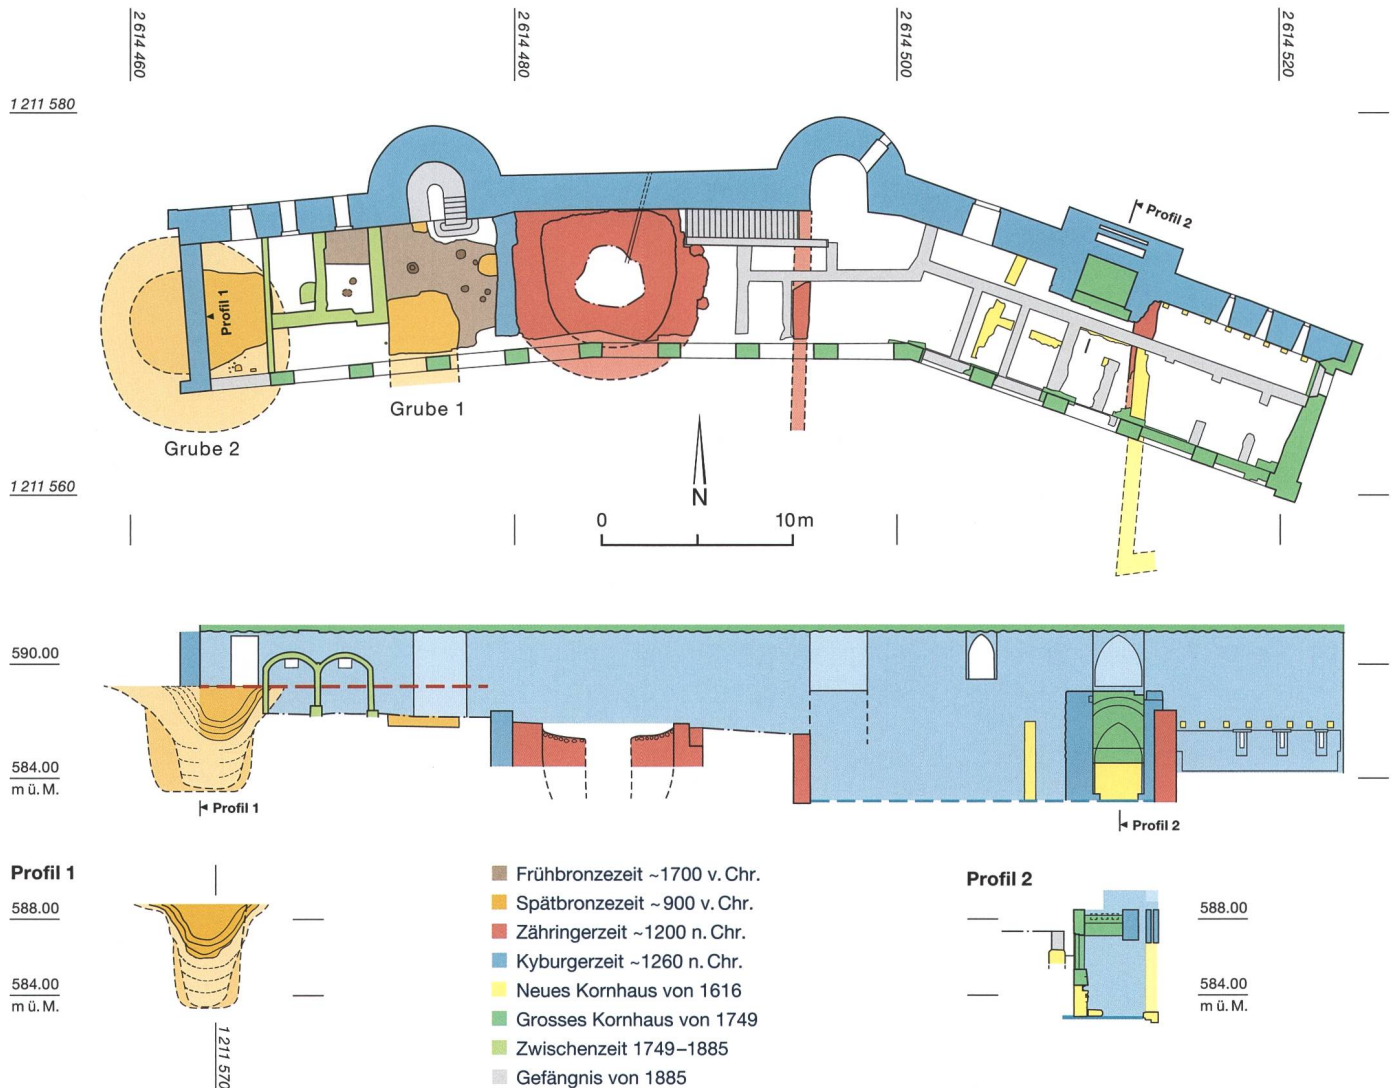 2 614 460
2 614 480
2 614 500
2 614 520
1 211 580
Profil 2
Profil 1
Grube 1
Grube 2
1 211 560
N
0 10 m
590.00
584.00
m ü. M.
Profil 1
Profil 2
Profil 1
588.00
584.00
m ü. M.
1 211 570
Frühbronzezeit ~1700 v. Chr.
Spätbronzezeit ~900 v. Chr.
Zähringerzeit ~1200 n. Chr.
Kyburgerzeit ~1260 n. Chr.
Neues Kornhaus von 1616
Grosses Kornhaus von 1749
Zwischenzeit 1749–1885
Gefängnis von 1885
Profil 2
588.00
584.00
m ü. M.